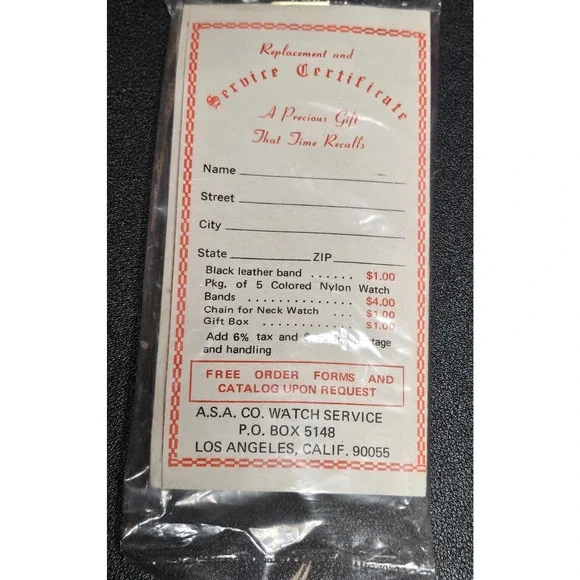 Replacement and
Service Certificate
A Precious Gift
That Time Recalls
Name
Street
City
State ZIP
Black leather band ...... $1.00
Pkg. of 5 Colored Nylon Watch
Bands .............. $4.00
Chain for Neck Watch ... $1.00
Gift Box .............. $1.00
Add 6% tax and
and handling
FREE ORDER FORMS AND
CATALOG UPON REQUEST
A.S.A. CO. WATCH SERVICE
P.O. BOX 5148
LOS ANGELES, CALIF. 90055